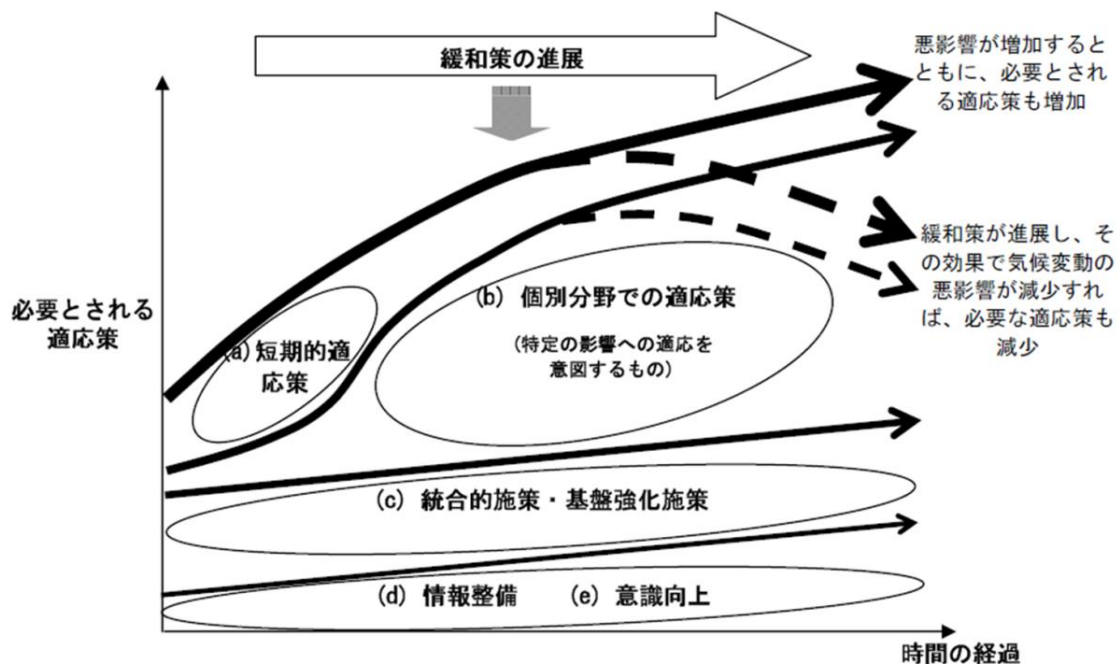 緩和策の進展
悪影響が増加すると
ともに、必要とされ
る適応策も増加
必要とされる
適応策
(a) 短期的適
応策
(b) 個別分野での適応策
(特定の影響への適応を
意図するもの)
緩和策が進展し、そ
の効果で気候変動の
悪影響が減少すれ
ば、必要な適応策も
減少
(c) 統合的施策・基盤強化施策
(d) 情報整備 (e) 意識向上
時間の経過